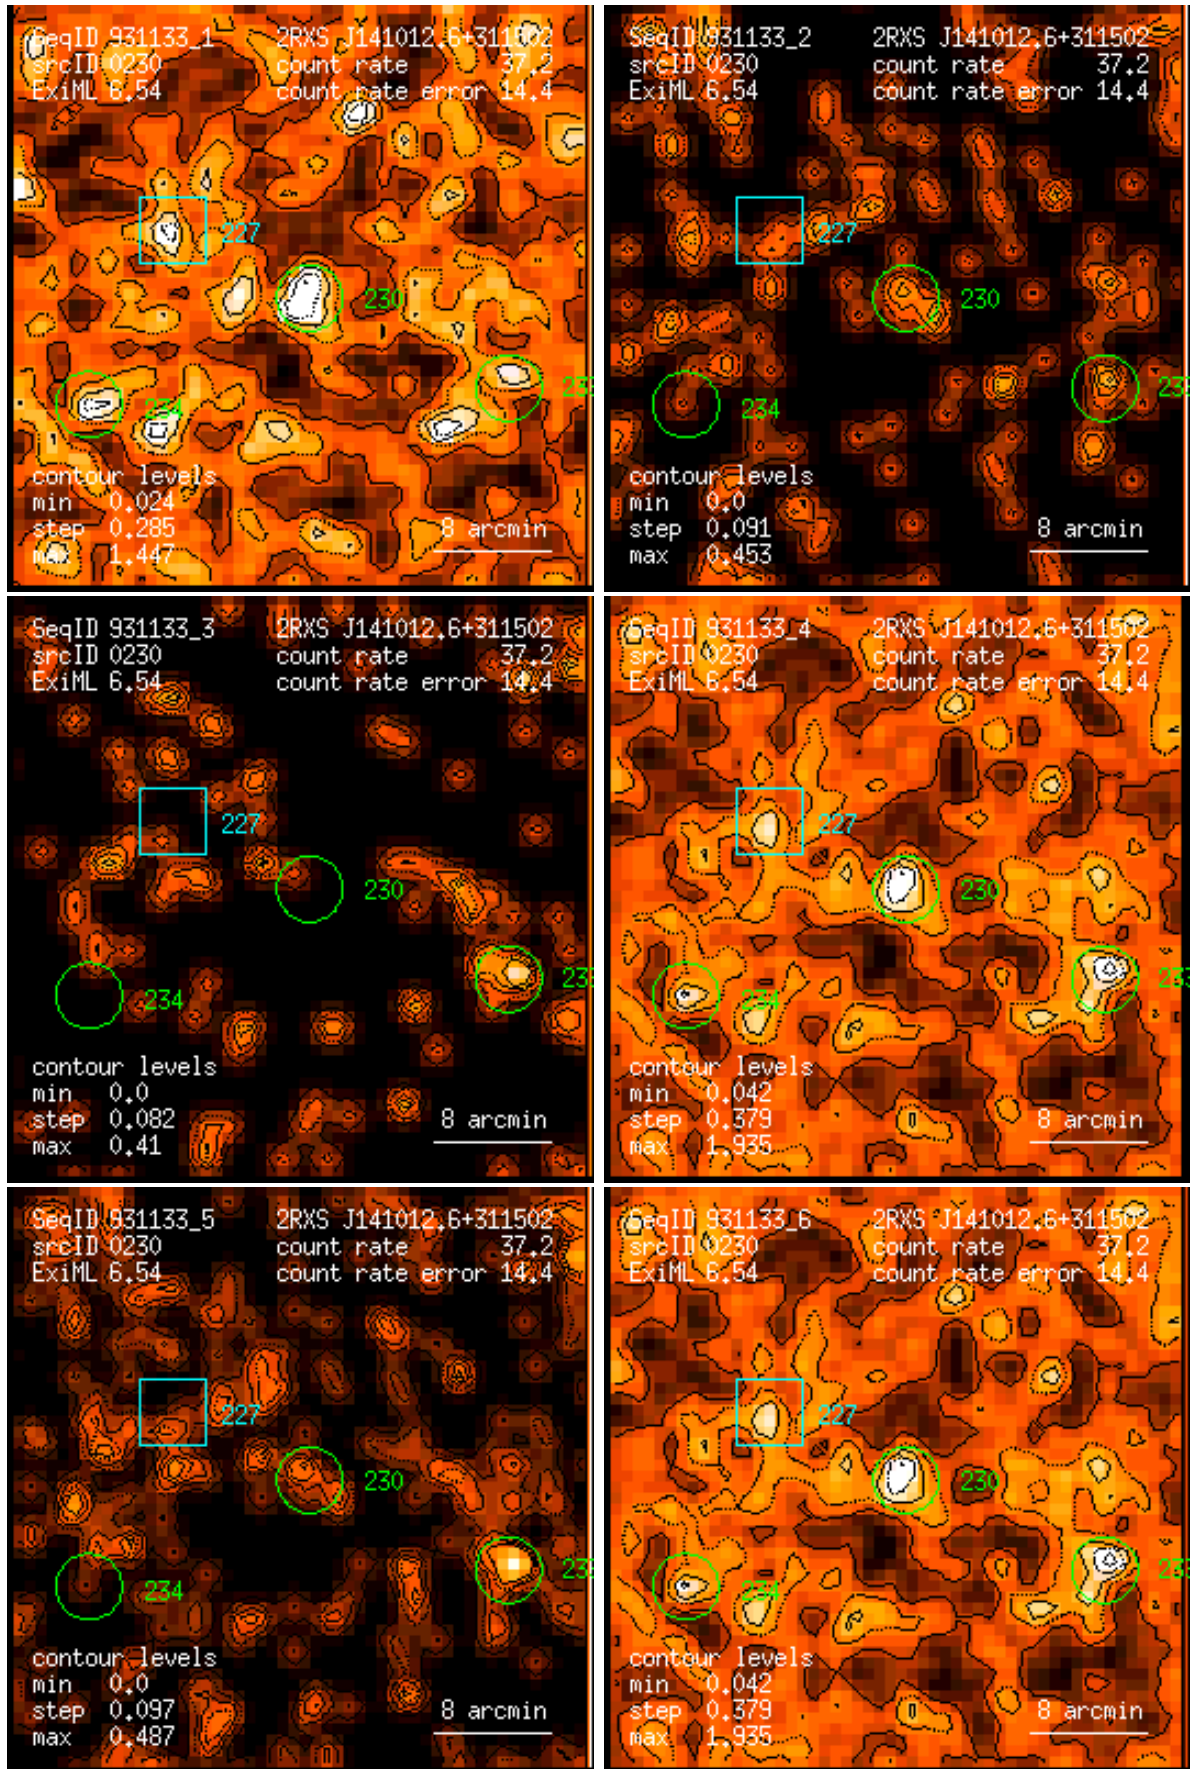 SeqID 931133_1 2RXS J141012.6+311502
srcID 0230 count rate 37.2
ExiML 6.54 count rate error 14.4
227
230
233
234
contour levels
min 0.024
step 0.285
max 1.447
8 arcmin
SeqID 931133_2 2RXS J141012.6+311502
srcID 0230 count rate 37.2
ExiML 6.54 count rate error 14.4
227
230
233
234
contour levels
min 0.0
step 0.091
max 0.453
8 arcmin
SeqID 931133_3 2RXS J141012.6+311502
srcID 0230 count rate 37.2
ExiML 6.54 count rate error 14.4
227
230
233
234
contour levels
min 0.0
step 0.082
max 0.41
8 arcmin
SeqID 931133_4 2RXS J141012.6+311502
srcID 0230 count rate 37.2
ExiML 6.54 count rate error 14.4
227
230
233
234
contour levels
min 0.042
step 0.379
max 1.935
8 arcmin
SeqID 931133_5 2RXS J141012.6+311502
srcID 0230 count rate 37.2
ExiML 6.54 count rate error 14.4
227
230
233
234
contour levels
min 0.0
step 0.097
max 0.487
8 arcmin
SeqID 931133_6 2RXS J141012.6+311502
srcID 0230 count rate 37.2
ExiML 6.54 count rate error 14.4
227
230
233
234
contour levels
min 0.042
step 0.379
max 1.935
8 arcmin